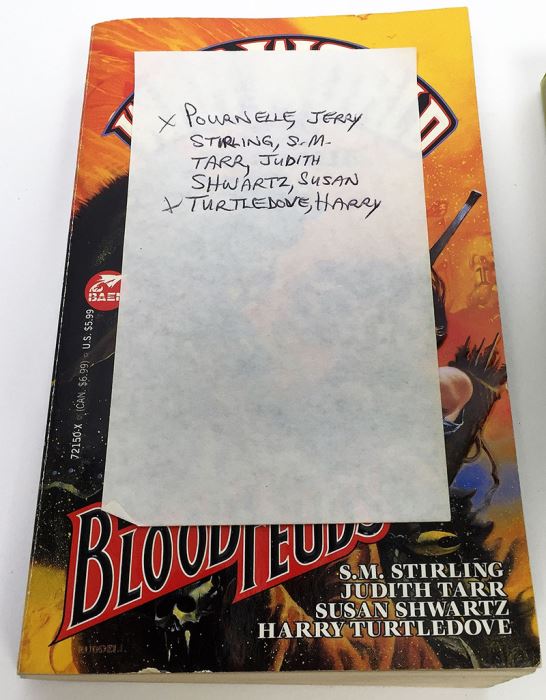 x POURNELLE, JERRY
STIRLING, S.M.
TARR, JUDITH
SHWARTZ, SUSAN
x TURTLEDOVE, HARRY
BAEN
72150-X (CAN. $6.99) U.S. $5.99
BLOODFEUDS
S.M. STIRLING
JUDITH TARR
SUSAN SHWARTZ
HARRY TURTLEDOVE